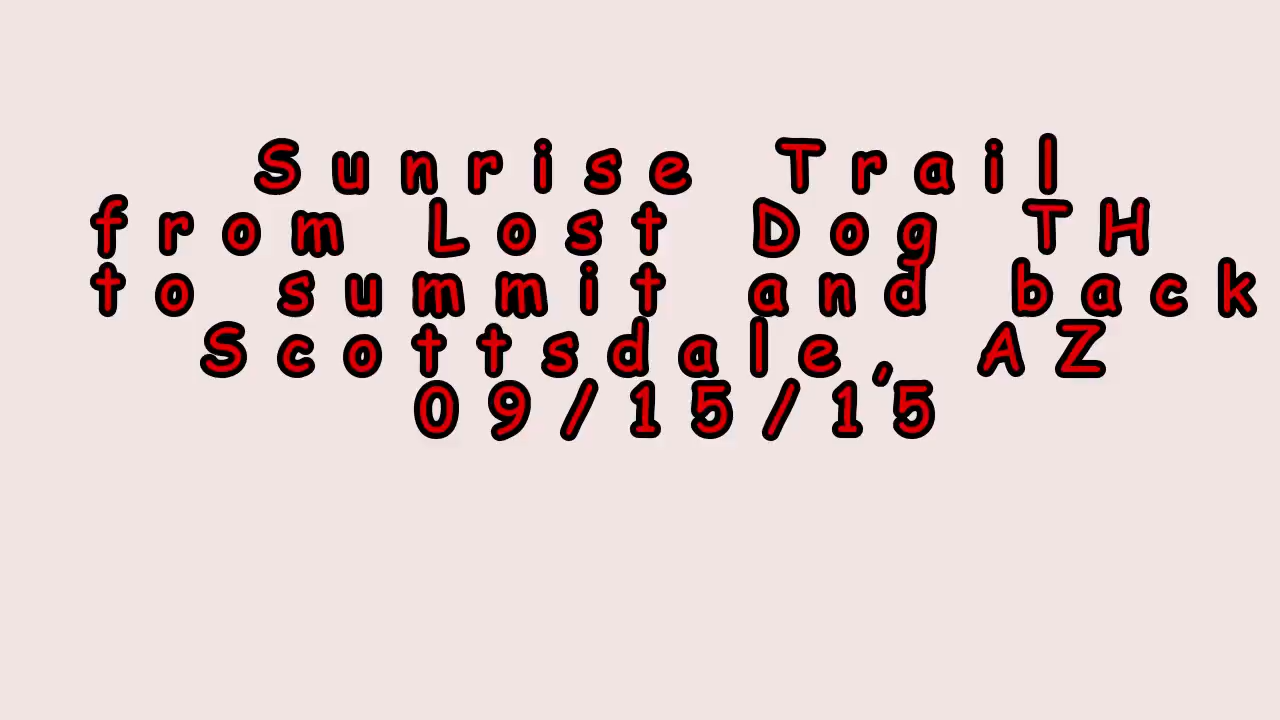 Sunrise Trail
from Lost Dog TH
to summit and back
Scottsdale, AZ
09/15/15